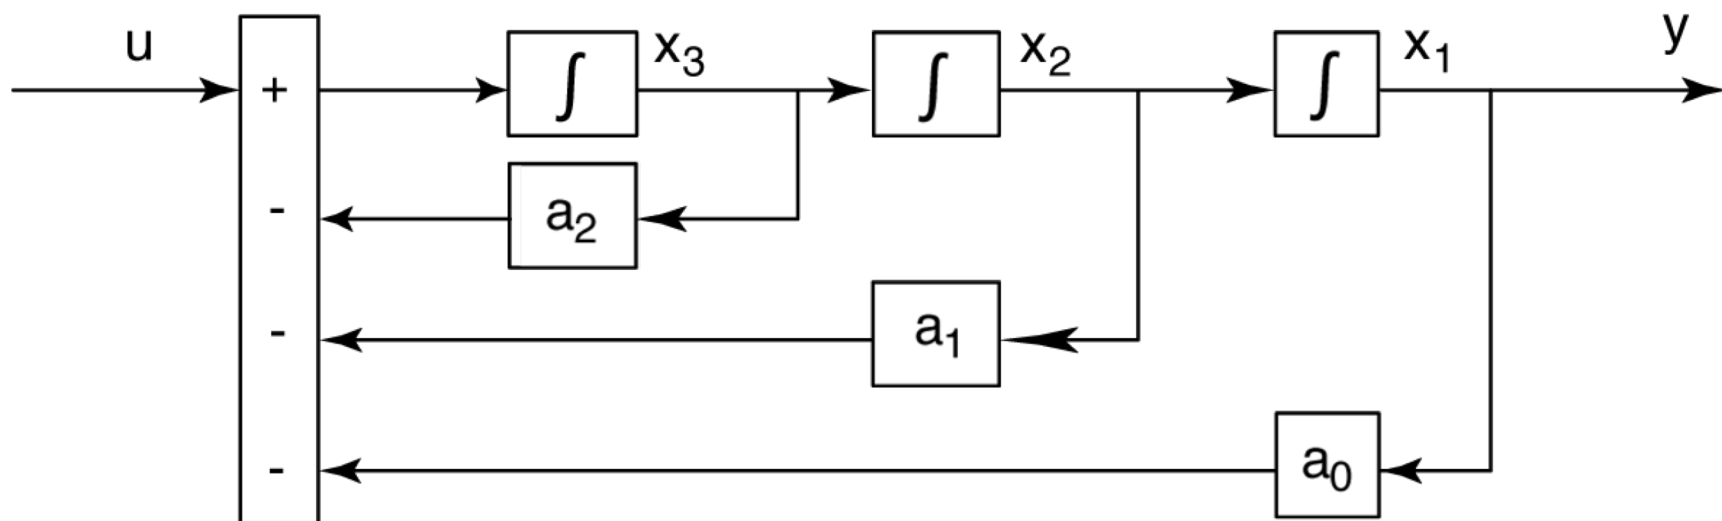 u
+
∫
x₃
∫
x₂
∫
x₁
y
-
a₂
-
a₁
-
a₀